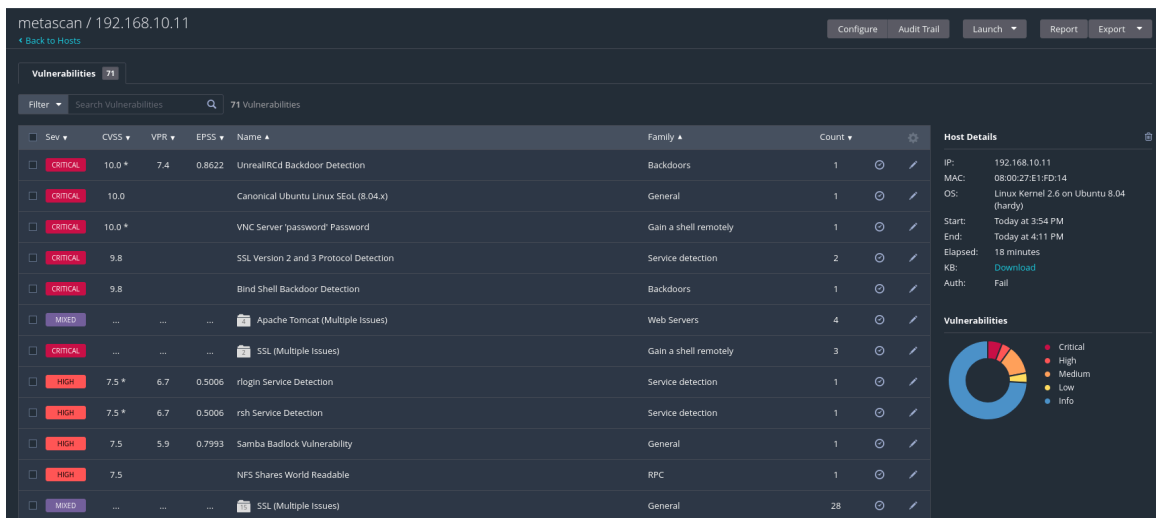 metascan / 192.168.10.11
Back to Hosts
Configure Audit Trail Launch Report Export
Vulnerabilities 71
Filter Search Vulnerabilities 71 Vulnerabilities
Sev CVSS VPR EPSS Name Family Count
CRITICAL 10.0 * 7.4 0.8622 UnrealIRCd Backdoor Detection Backdoors 1
CRITICAL 10.0 Canonical Ubuntu Linux SEoL (8.04.x) General 1
CRITICAL 10.0 * VNC Server 'password' Password Gain a shell remotely 1
CRITICAL 9.8 SSL Version 2 and 3 Protocol Detection Service detection 2
CRITICAL 9.8 Bind Shell Backdoor Detection Backdoors 1
MIXED ... ... ... 4 Apache Tomcat (Multiple Issues) Web Servers 4
CRITICAL ... ... ... 2 SSL (Multiple Issues) Gain a shell remotely 3
HIGH 7.5 * 6.7 0.5006 rlogin Service Detection Service detection 1
HIGH 7.5 * 6.7 0.5006 rsh Service Detection Service detection 1
HIGH 7.5 5.9 0.7993 Samba Badlock Vulnerability General 1
HIGH 7.5 NFS Shares World Readable RPC 1
MIXED ... ... ... 15 SSL (Multiple Issues) General 28
Host Details
IP: 192.168.10.11
MAC: 08:00:27:E1:FD:14
OS: Linux Kernel 2.6 on Ubuntu 8.04
(hardy)
Start: Today at 3:54 PM
End: Today at 4:11 PM
Elapsed: 18 minutes
KB: Download
Auth: Fail
Vulnerabilities
Critical
High
Medium
Low
Info